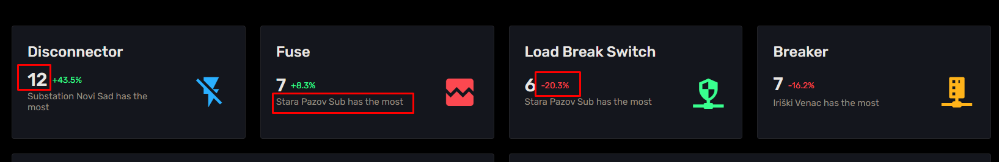 Disconnector
12 +43.5%
Substation Novi Sad has the
most
Fuse
7 +8.3%
Stara Pazov Sub has the most
Load Break Switch
6 -20.3%
Stara Pazov Sub has the most
Breaker
7 -16.2%
Iriški Venac has the most